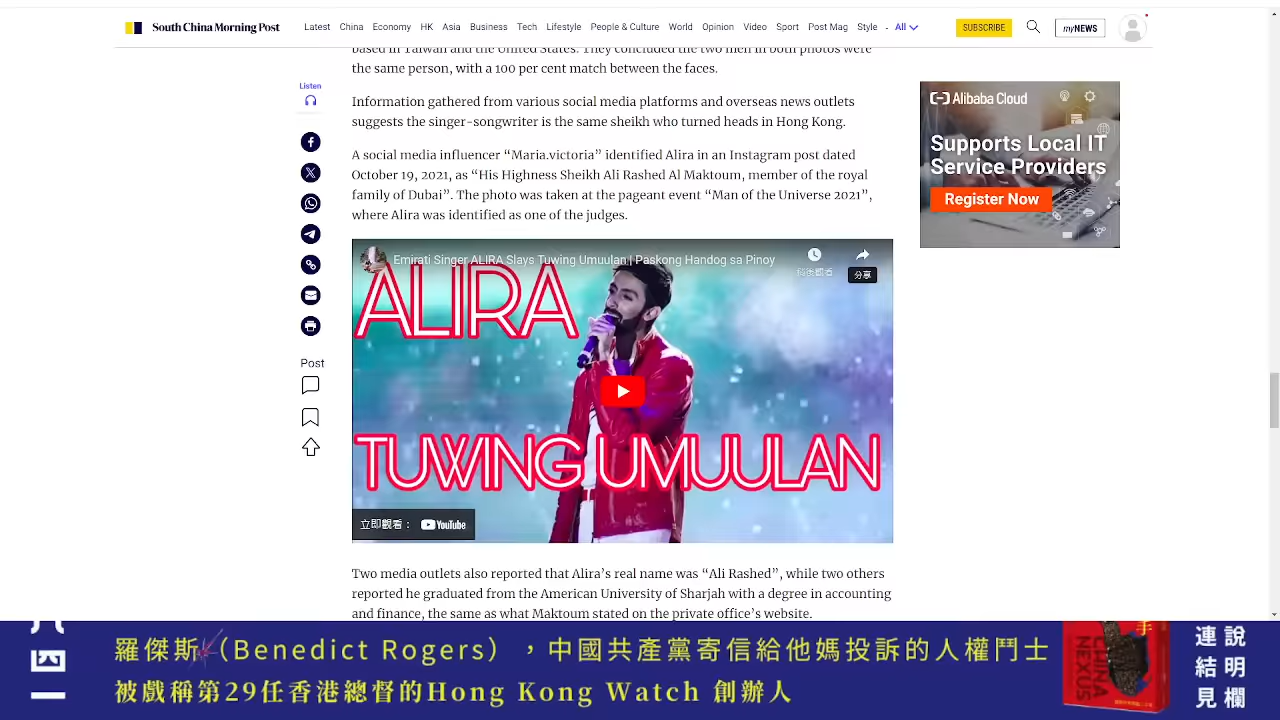 South China Morning Post
Latest China Economy HK Asia Business Tech Lifestyle People & Culture World Opinion Video Sport Post Mag Style All
SUBSCRIBE
myNEWS
based in Taiwan and the United States. They concluded the two men in both photos were
the same person, with a 100 per cent match between the faces.
Listen
Information gathered from various social media platforms and overseas news outlets
suggests the singer-songwriter is the same sheikh who turned heads in Hong Kong.
A social media influencer “Maria.victoria” identified Alira in an Instagram post dated
October 19, 2021, as “His Highness Sheikh Ali Rashed Al Maktoum, member of the royal
family of Dubai”. The photo was taken at the pageant event “Man of the Universe 2021”,
where Alira was identified as one of the judges.
Alibaba Cloud
Supports Local IT
Service Providers
Register Now
Emirati Singer ALIRA Slays Tuwing Umuulan | Paskong Handog sa Pinoy
稍後觀看
分享
ALIRA
TUWING UMUULAN
立即觀看：
YouTube
Post
Two media outlets also reported that Alira’s real name was “Ali Rashed”, while two others
reported he graduated from the American University of Sharjah with a degree in accounting
and finance, the same as what Maktoum stated on the private office’s website.
八四一
羅傑斯（Benedict Rogers），中國共產黨寄信給他媽投訴的人權鬥士
被戲稱第29任香港總督的Hong Kong Watch 創辦人
手
CHINA
NEXUS
說明欄
連結見